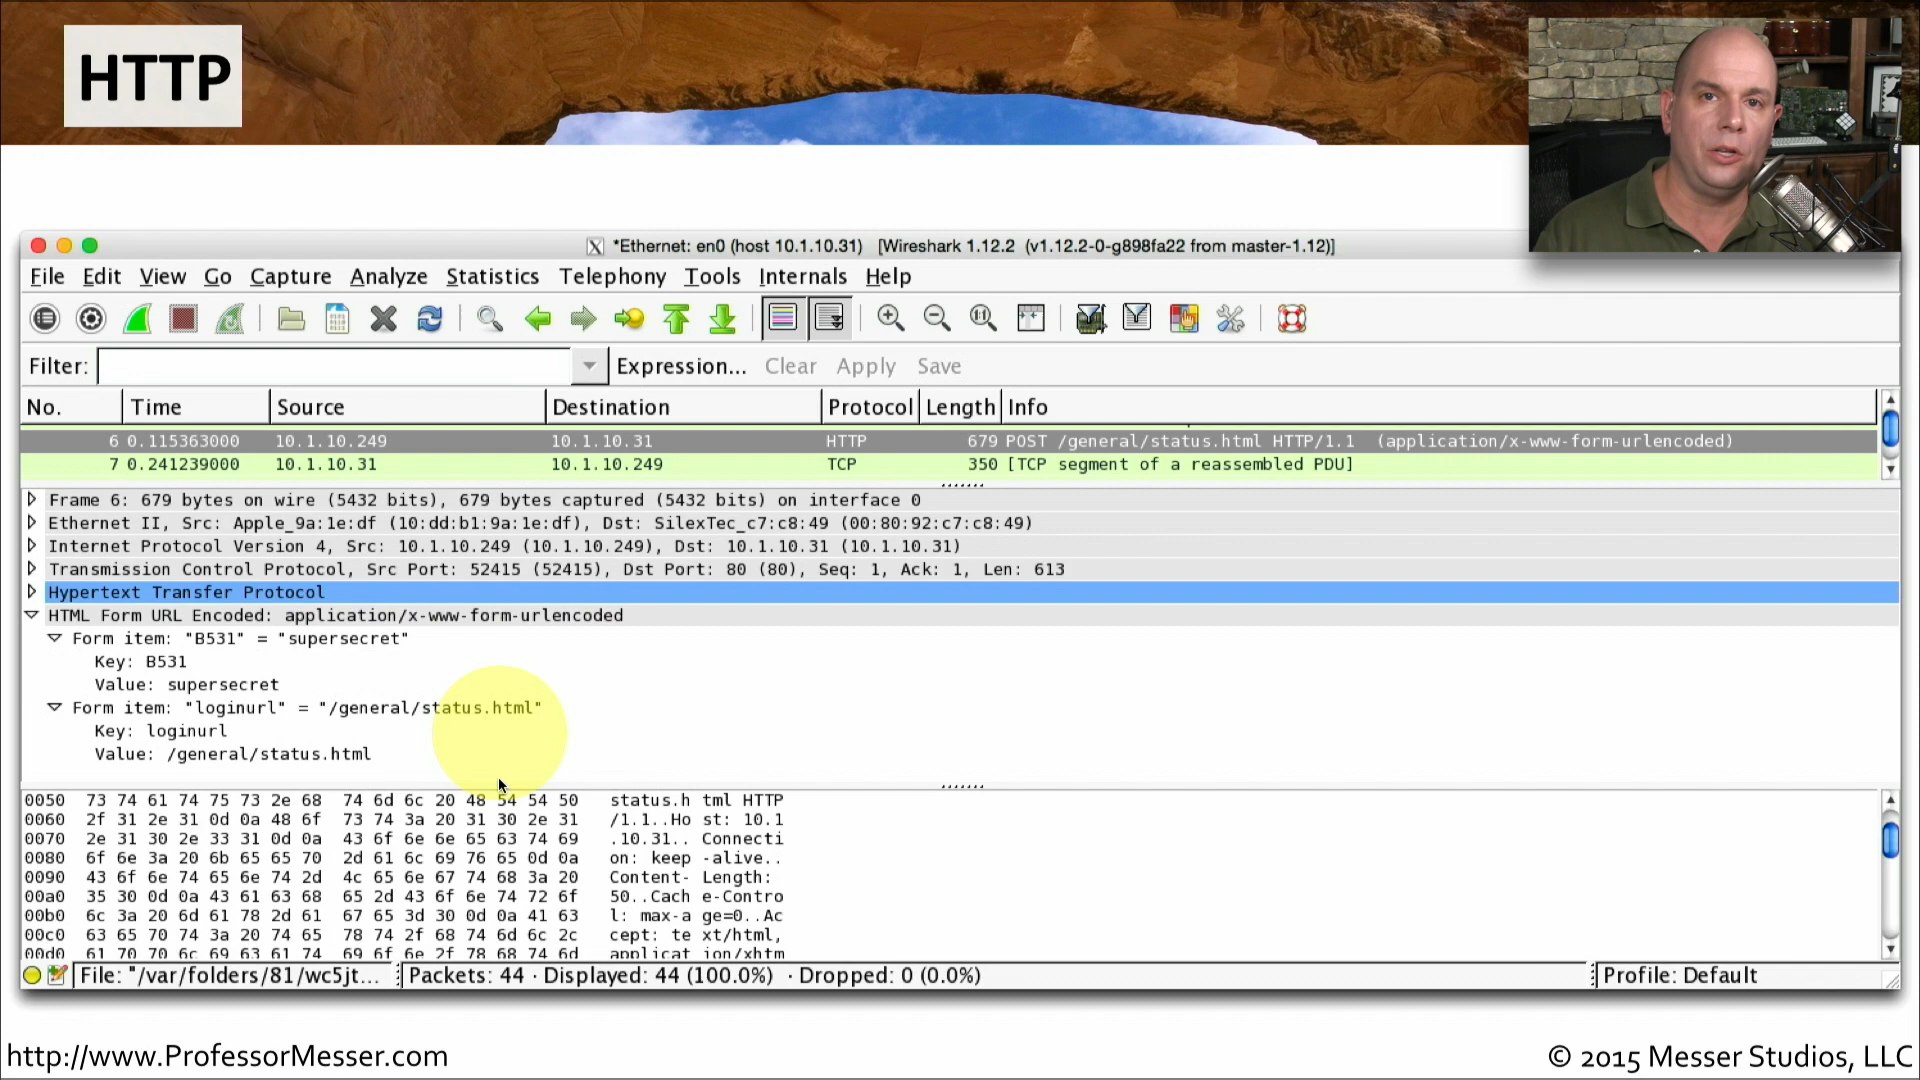 HTTP
*Ethernet: en0 (host 10.1.10.31) [Wireshark 1.12.2 (v1.12.2-0-g898fa22 from master-1.12)]
File Edit View Go Capture Analyze Statistics Telephony Tools Internals Help
Filter: Expression... Clear Apply Save
No. Time Source Destination Protocol Length Info
6 0.115363000 10.1.10.249 10.1.10.31 HTTP 679 POST /general/status.html HTTP/1.1 (application/x-www-form-urlencoded)
7 0.241239000 10.1.10.31 10.1.10.249 TCP 350 [TCP segment of a reassembled PDU]
Frame 6: 679 bytes on wire (5432 bits), 679 bytes captured (5432 bits) on interface 0
Ethernet II, Src: Apple_9a:1e:df (10:dd:b1:9a:1e:df), Dst: SilexTec_c7:c8:49 (00:80:92:c7:c8:49)
Internet Protocol Version 4, Src: 10.1.10.249 (10.1.10.249), Dst: 10.1.10.31 (10.1.10.31)
Transmission Control Protocol, Src Port: 52415 (52415), Dst Port: 80 (80), Seq: 1, Ack: 1, Len: 613
Hypertext Transfer Protocol
HTML Form URL Encoded: application/x-www-form-urlencoded
Form item: "B531" = "supersecret"
Key: B531
Value: supersecret
Form item: "loginurl" = "/general/status.html"
Key: loginurl
Value: /general/status.html
0050 73 74 61 74 75 73 2e 68 74 6d 6c 20 48 54 54 50 status.h tml HTTP
0060 2f 31 2e 31 0d 0a 48 6f 73 74 3a 20 31 30 2e 31 /1.1..Ho st: 10.1
0070 2e 31 30 2e 33 31 0d 0a 43 6f 6e 6e 65 63 74 69 .10.31.. Connecti
0080 6f 6e 3a 20 6b 65 65 70 2d 61 6c 69 76 65 0d 0a on: keep -alive..
0090 43 6f 6e 74 65 6e 74 2d 4c 65 6e 67 74 68 3a 20 Content- Length:
00a0 35 30 0d 0a 43 61 63 68 65 2d 43 6f 6e 74 72 6f 50..Cach e-Contro
00b0 6c 3a 20 6d 61 78 2d 61 67 65 3d 30 0d 0a 41 63 l: max-a ge=0..Ac
00c0 63 65 70 74 3a 20 74 65 78 74 2f 68 74 6d 6c 2c cept: te xt/html,
00d0 61 70 70 6c 69 63 61 74 69 6f 6e 2f 78 68 74 6d applicat ion/xhtm
File: "/var/folders/81/wc5jt... Packets: 44 · Displayed: 44 (100.0%) · Dropped: 0 (0.0%) Profile: Default
http://www.ProfessorMesser.com
© 2015 Messer Studios, LLC